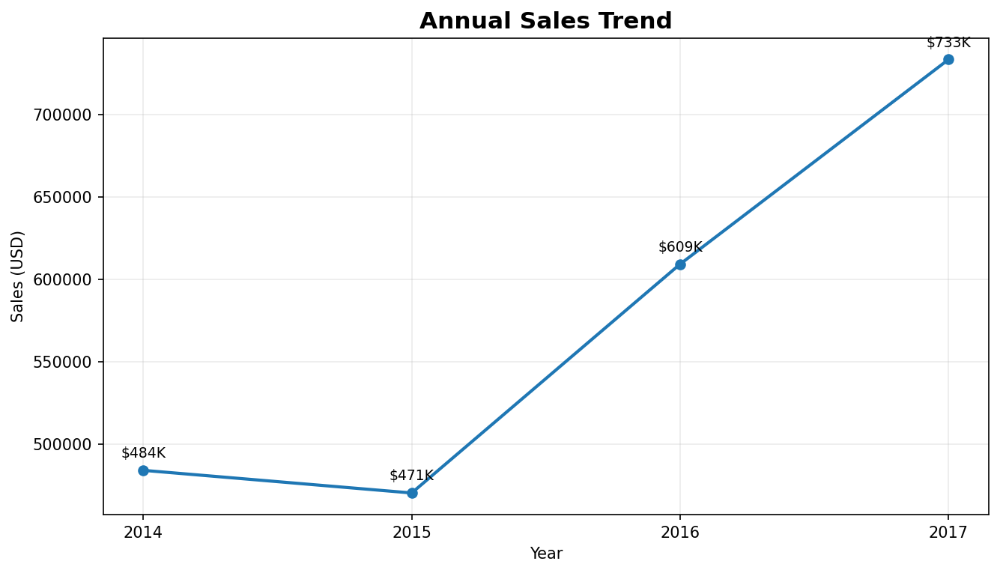 Annual Sales Trend
$733K
700000
650000
$609K
600000
Sales (USD)
550000
500000
$484K
$471K
2014 2015 2016 2017
Year